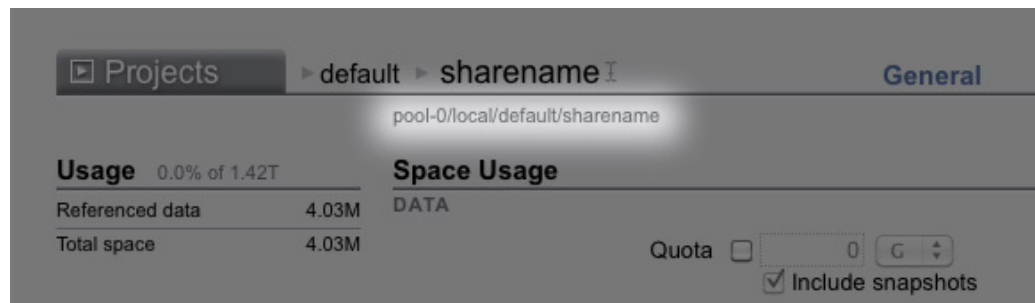 Projects default sharename General
pool-0/local/default/sharename
Usage 0.0% of 1.42T Space Usage
Referenced data 4.03M DATA
Total space 4.03M
Quota 0 G
Include snapshots